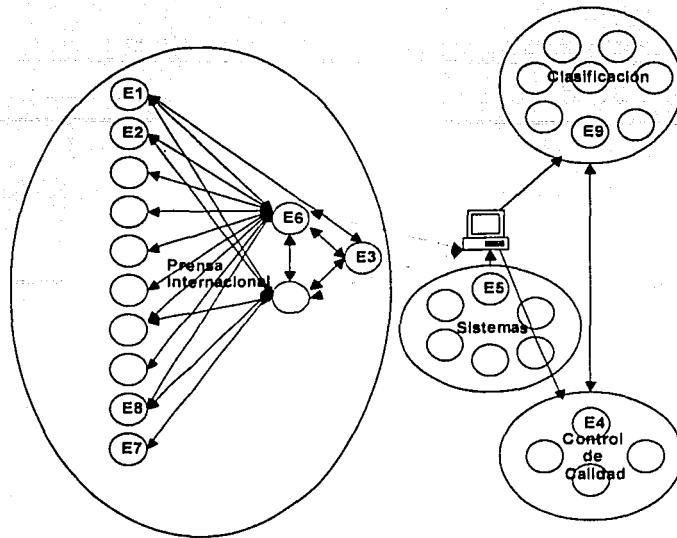 E1
E2
E6
E3
Prensa
Internacional
E8
E7
Clasificación
E9
E5
Sistemas
E4
Control
de
Calidad